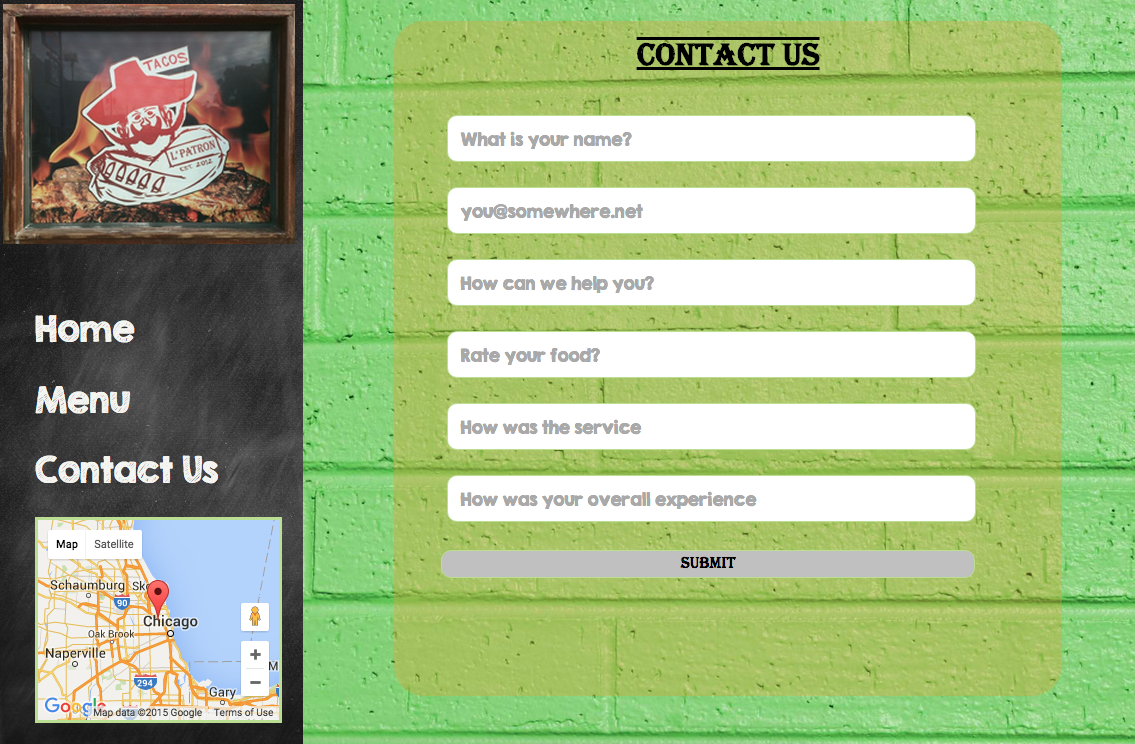 TACOS
L'PATRON
EST. 2012
Home
Menu
Contact Us
Map Satellite
Schaumburg Sko
90
Chicago
Oak Brook
Naperville
294
Gary
M
+
−
Google
Map data ©2015 Google Terms of Use
CONTACT US
What is your name?
you@somewhere.net
How can we help you?
Rate your food?
How was the service
How was your overall experience
SUBMIT